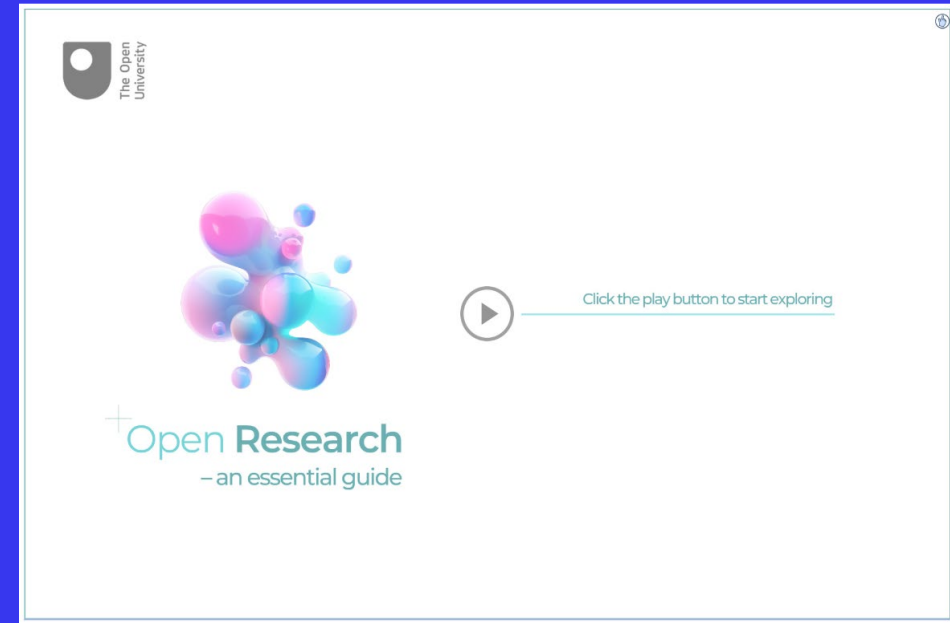 The Open
University
Click the play button to start exploring
Open Research
– an essential guide